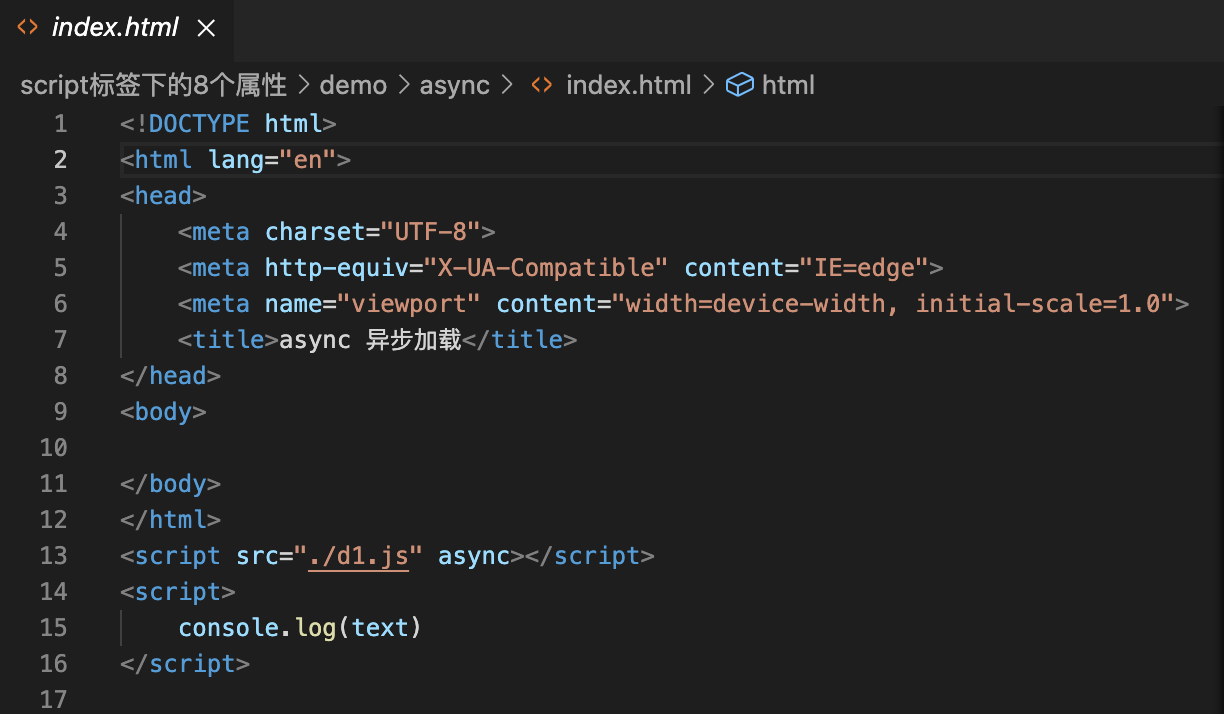 index.html
script标签下的8个属性 > demo > async > index.html > html
1 <!DOCTYPE html>
2 <html lang="en">
3 <head>
4     <meta charset="UTF-8">
5     <meta http-equiv="X-UA-Compatible" content="IE=edge">
6     <meta name="viewport" content="width=device-width, initial-scale=1.0">
7     <title>async 异步加载</title>
8 </head>
9 <body>
10
11 </body>
12 </html>
13 <script src="./d1.js" async></script>
14 <script>
15     console.log(text)
16 </script>
17